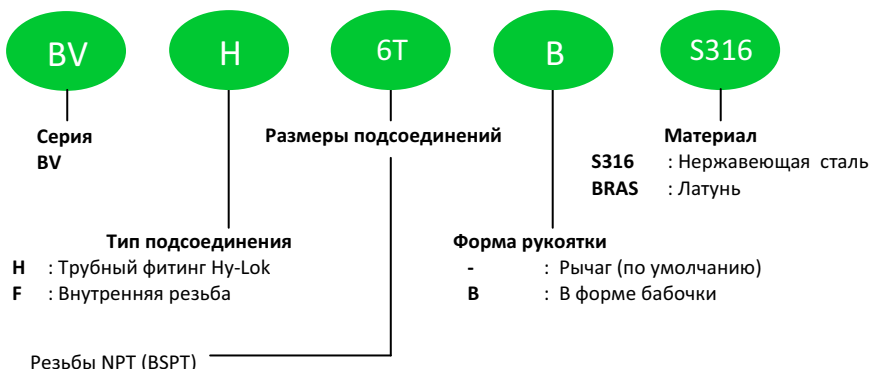 BV H 6T B S316
Серия
BV
Размеры подсоединений
Материал
S316 : Нержавеющая сталь
BRAS : Латунь
Тип подсоединения
H : Трубный фитинг Hy-Lok
F : Внутренняя резьба
Форма рукоятки
- : Рычаг (по умолчанию)
B : В форме бабочки
Резьбы NPT (BSPT)